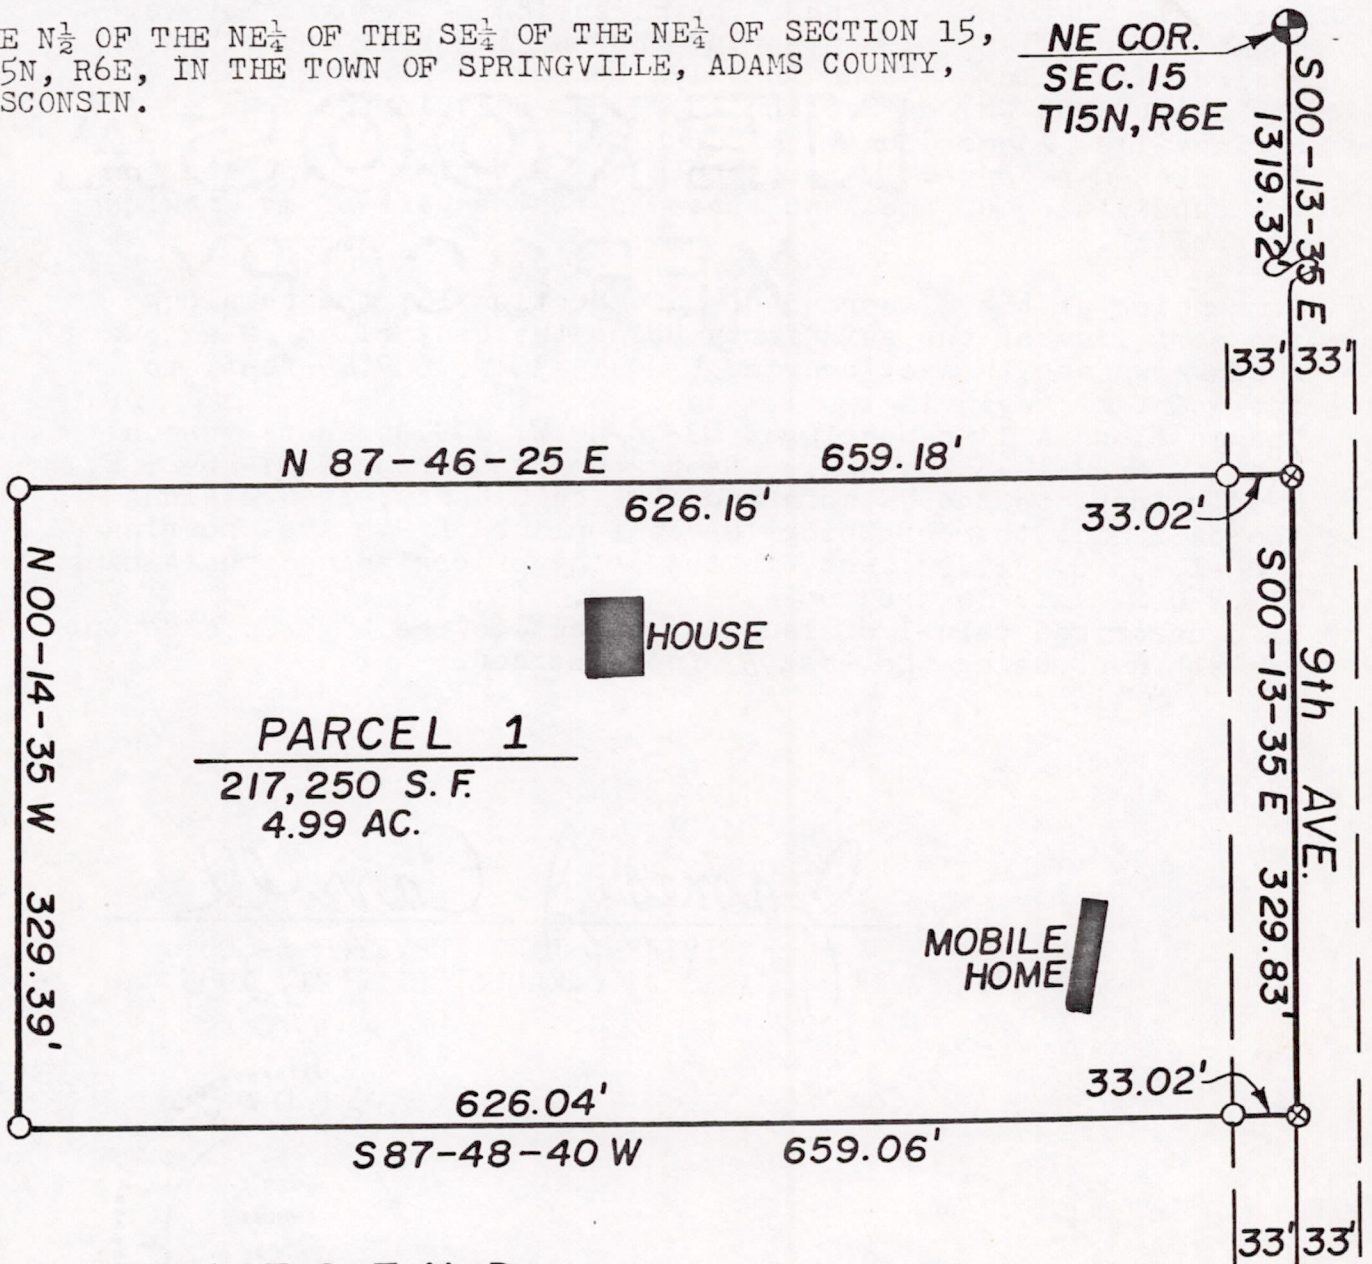 E N½ OF THE NE¼ OF THE SE¼ OF THE NE¼ OF SECTION 15,
5N, R6E, IN THE TOWN OF SPRINGVILLE, ADAMS COUNTY,
SCONSIN.
NE COR.
SEC. 15
T15N, R6E
S00-13-35 E
1319.32
33' 33'
N 87-46-25 E 659.18'
626.16'
33.02'
N 00-14-35 W 329.39'
HOUSE
S00-13-35 E 329.83'
9th AVE.
PARCEL 1
217,250 S.F.
4.99 AC.
MOBILE
HOME
33.02'
626.04'
S87-48-40 W 659.06'
33' 33'